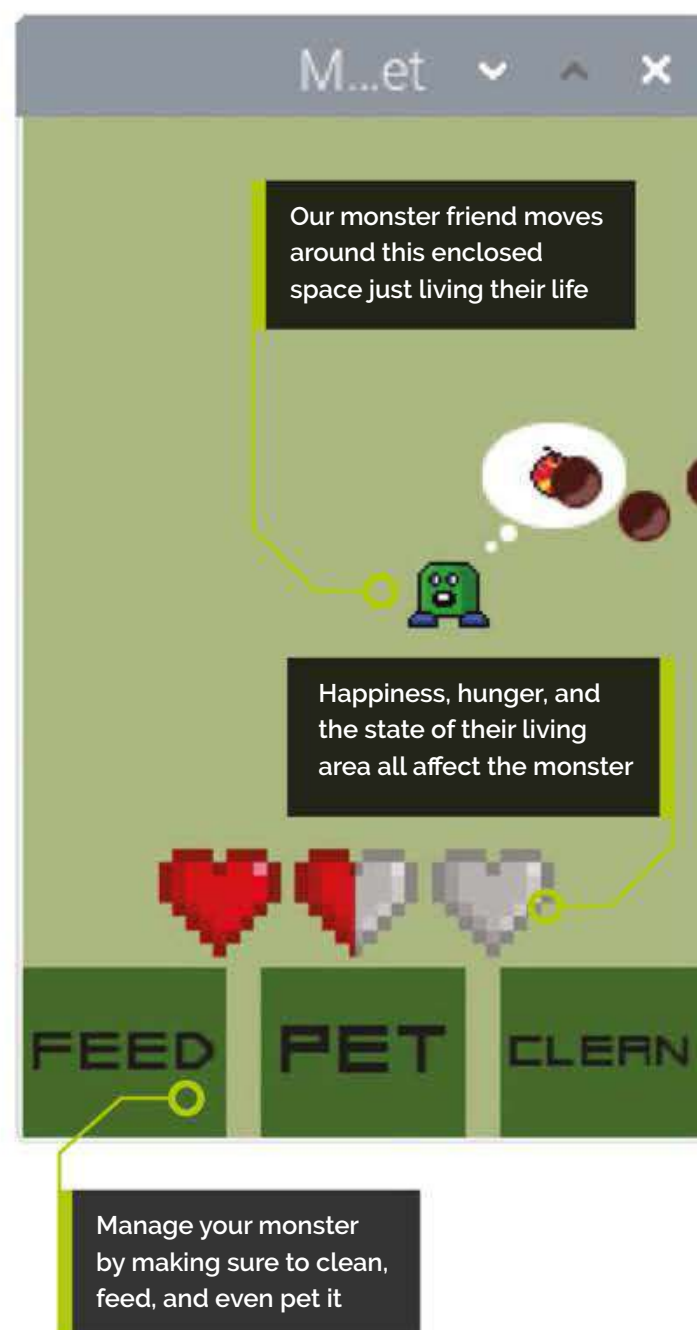 M...et
Our monster friend moves
around this enclosed
space just living their life
Happiness, hunger, and
the state of their living
area all affect the monster
FEED
PET
CLEAN
Manage your monster
by making sure to clean,
feed, and even pet it